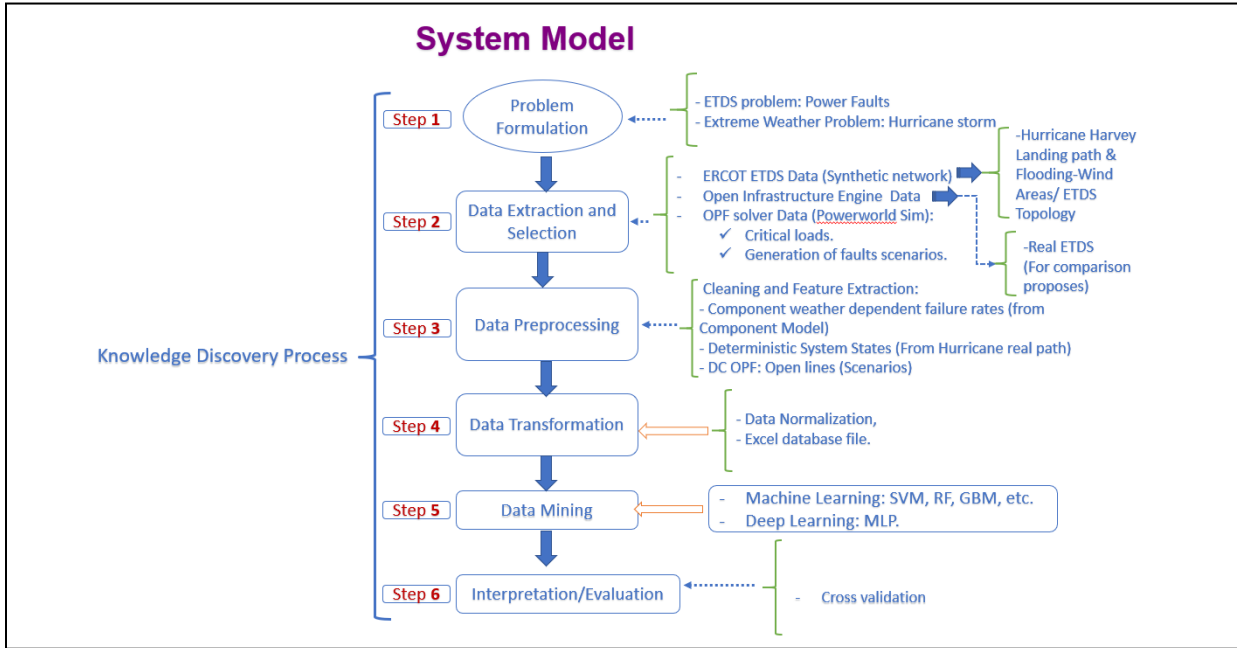 System Model
Knowledge Discovery Process
Step 1
Problem
Formulation
- ETDS problem: Power Faults
- Extreme Weather Problem: Hurricane storm
Step 2
Data Extraction and
Selection
- ERCOT ETDS Data (Synthetic network)
- Open Infrastructure Engine Data
- OPF solver Data (Powerworld Sim):
✓ Critical loads.
✓ Generation of faults scenarios.
-Hurricane Harvey
Landing path &
Flooding-Wind
Areas/ ETDS
Topology
-Real ETDS
(For comparison
proposes)
Step 3
Data Preprocessing
Cleaning and Feature Extraction:
- Component weather dependent failure rates (from
Component Model)
- Deterministic System States (From Hurricane real path)
- DC OPF: Open lines (Scenarios)
Step 4
Data Transformation
- Data Normalization,
- Excel database file.
Step 5
Data Mining
- Machine Learning: SVM, RF, GBM, etc.
- Deep Learning: MLP.
Step 6
Interpretation/Evaluation
- Cross validation